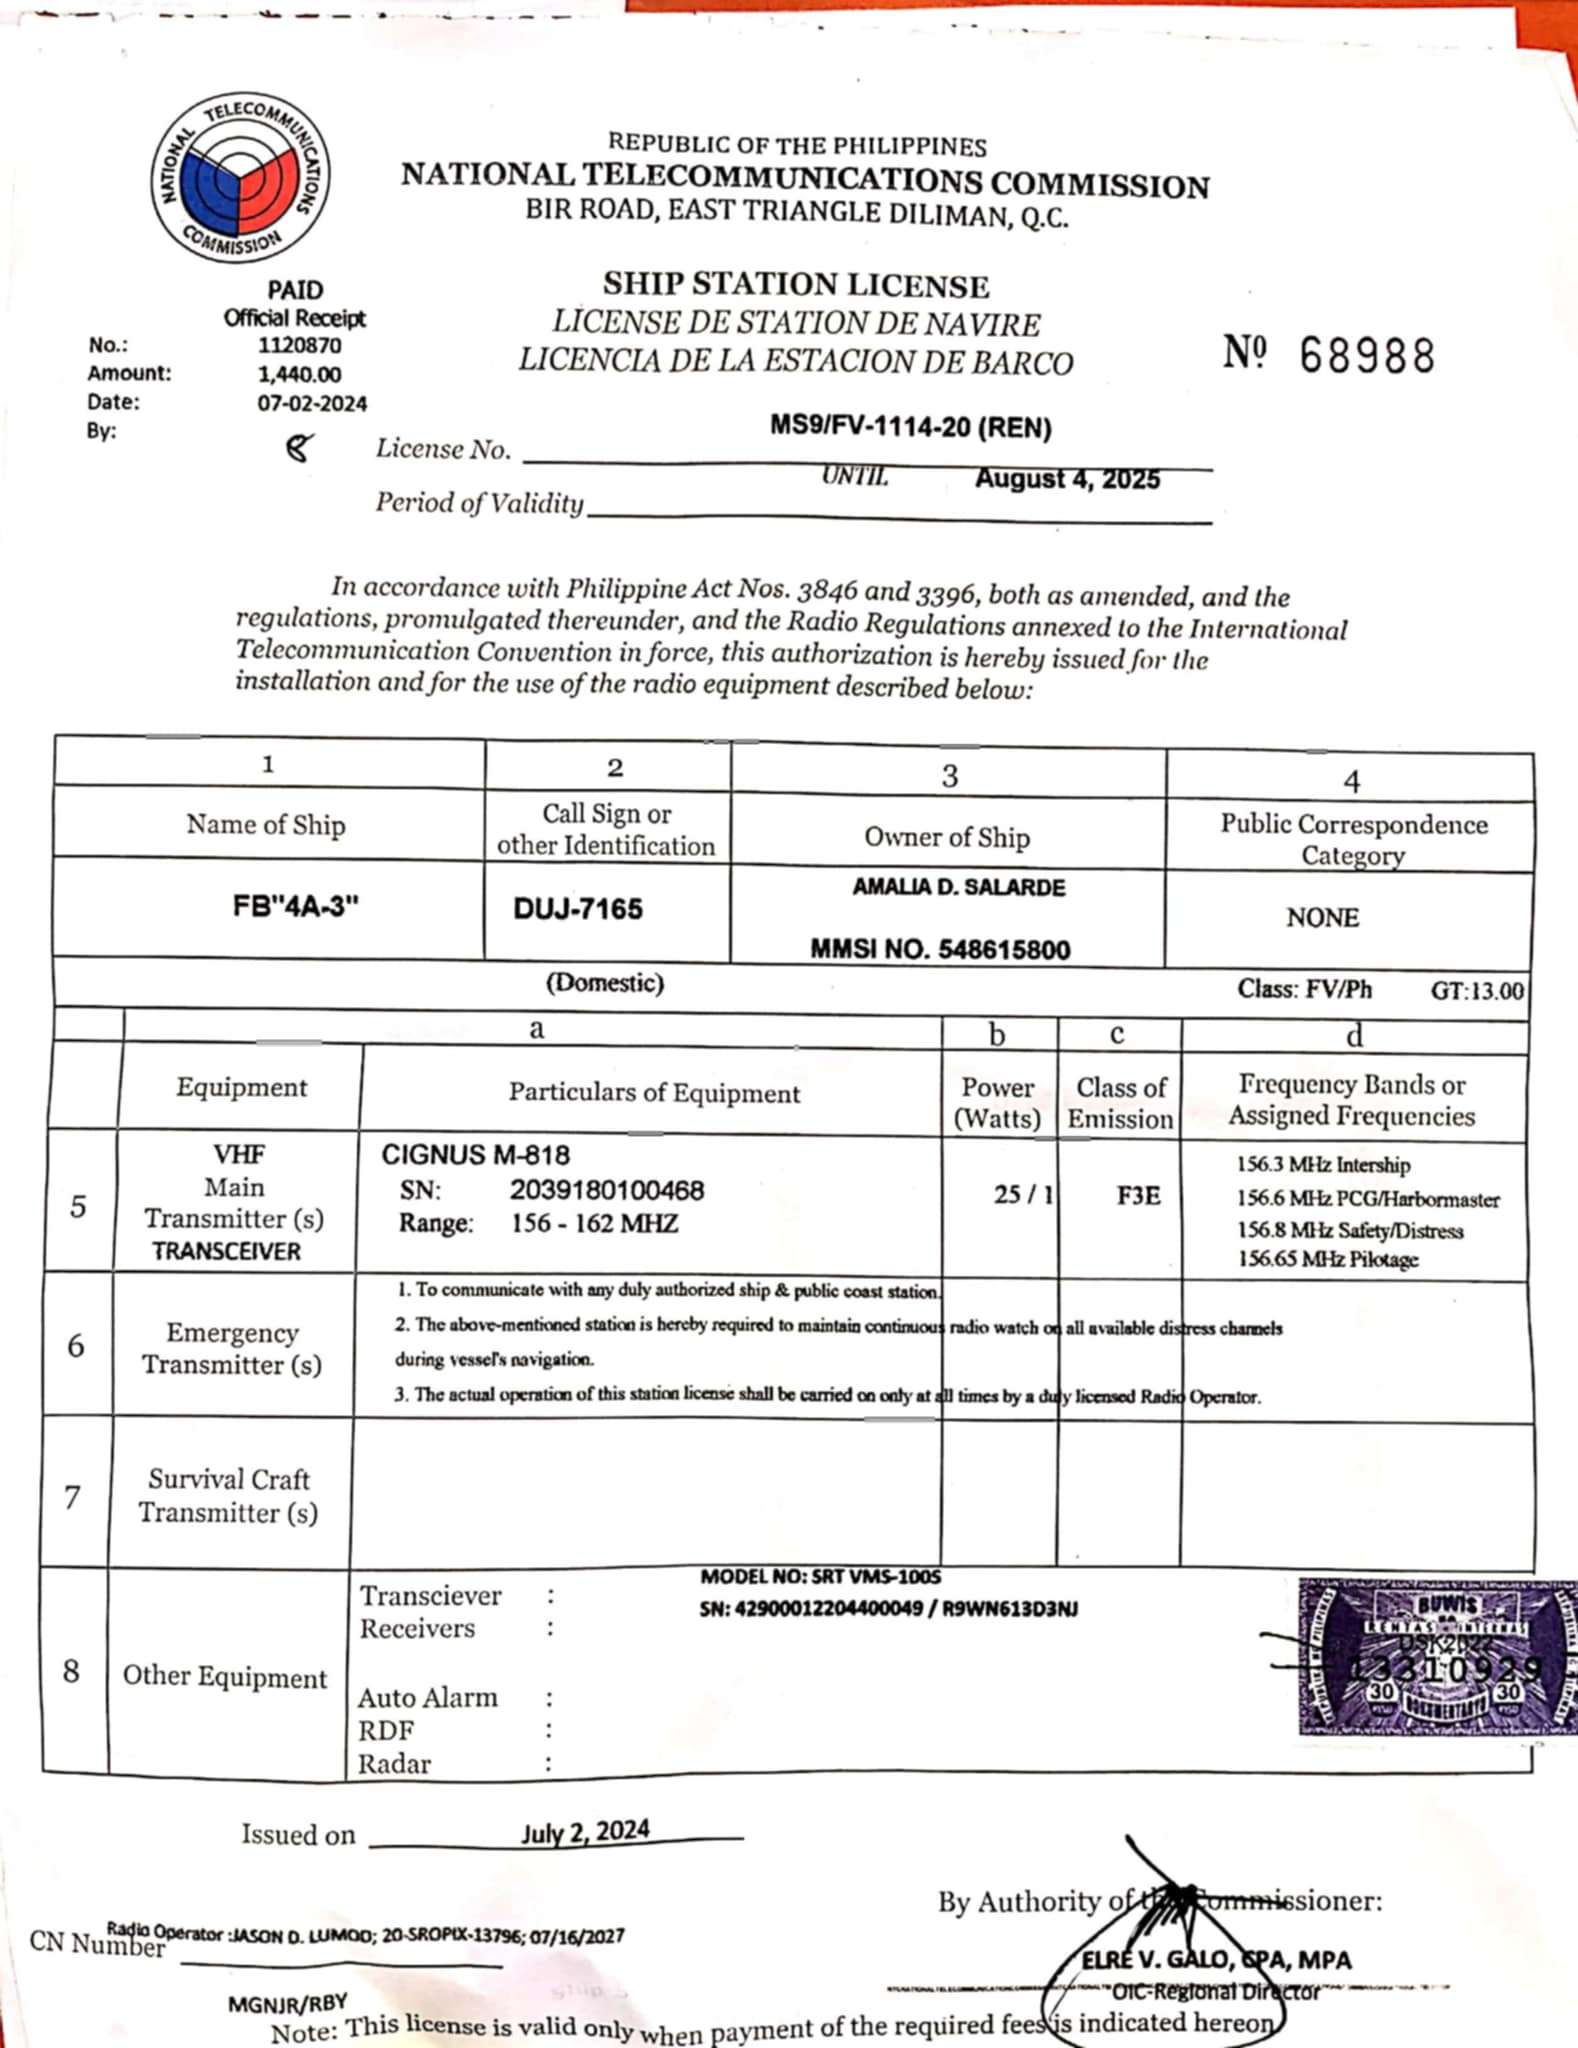 NATIONAL TELECOMMUNICATIONS COMMISSION
REPUBLIC OF THE PHILIPPINES
NATIONAL TELECOMMUNICATIONS COMMISSION
BIR ROAD, EAST TRIANGLE DILIMAN, Q.C.
PAID
Official Receipt
No.: 1120870
Amount: 1,440.00
Date: 07-02-2024
By:
SHIP STATION LICENSE
LICENSE DE STATION DE NAVIRE
LICENCIA DE LA ESTACION DE BARCO
Nº 68988
License No. MS9/FV-1114-20 (REN)
Period of Validity UNTIL August 4, 2025
In accordance with Philippine Act Nos. 3846 and 3396, both as amended, and the
regulations, promulgated thereunder, and the Radio Regulations annexed to the International
Telecommunication Convention in force, this authorization is hereby issued for the
installation and for the use of the radio equipment described below:
1 2 3 4
Name of Ship
Call Sign or
other Identification
Owner of Ship
Public Correspondence
Category
FB"4A-3"
DUJ-7165
AMALIA D. SALARDE
MMSI NO. 548615800
NONE
(Domestic) Class: FV/Ph GT:13.00
a b c d
Equipment
Particulars of Equipment
Power
(Watts)
Class of
Emission
Frequency Bands or
Assigned Frequencies
5
VHF
Main
Transmitter (s)
TRANSCEIVER
CIGNUS M-818
SN: 2039180100468
Range: 156 - 162 MHZ
25 / 1
F3E
156.3 MHz Intership
156.6 MHz PCG/Harbormaster
156.8 MHz Safety/Distress
156.65 MHz Pilotage
6
Emergency
Transmitter (s)
1. To communicate with any duly authorized ship & public coast station.
2. The above-mentioned station is hereby required to maintain continuous radio watch on all available distress channels
during vessel's navigation.
3. The actual operation of this station license shall be carried on only at all times by a duly licensed Radio Operator.
7
Survival Craft
Transmitter (s)
8
Other Equipment
Transciever :
Receivers :
Auto Alarm :
RDF :
Radar :
MODEL NO: SRT VMS-100S
SN: 42900012204400049 / R9WN613D3NJ
BUWIS
NA
RENTAS INTERNAS
DSK2022
13310929
30 30
DOKUMENTARYO
Issued on July 2, 2024
By Authority of the Commissioner:
Radio Operator :JASON D. LUMOD; 20-SROPIX-13796; 07/16/2027
CN Number
ELRE V. GALO, CPA, MPA
OIC-Regional Director
MGNJR/RBY
Note: This license is valid only when payment of the required fees is indicated hereon